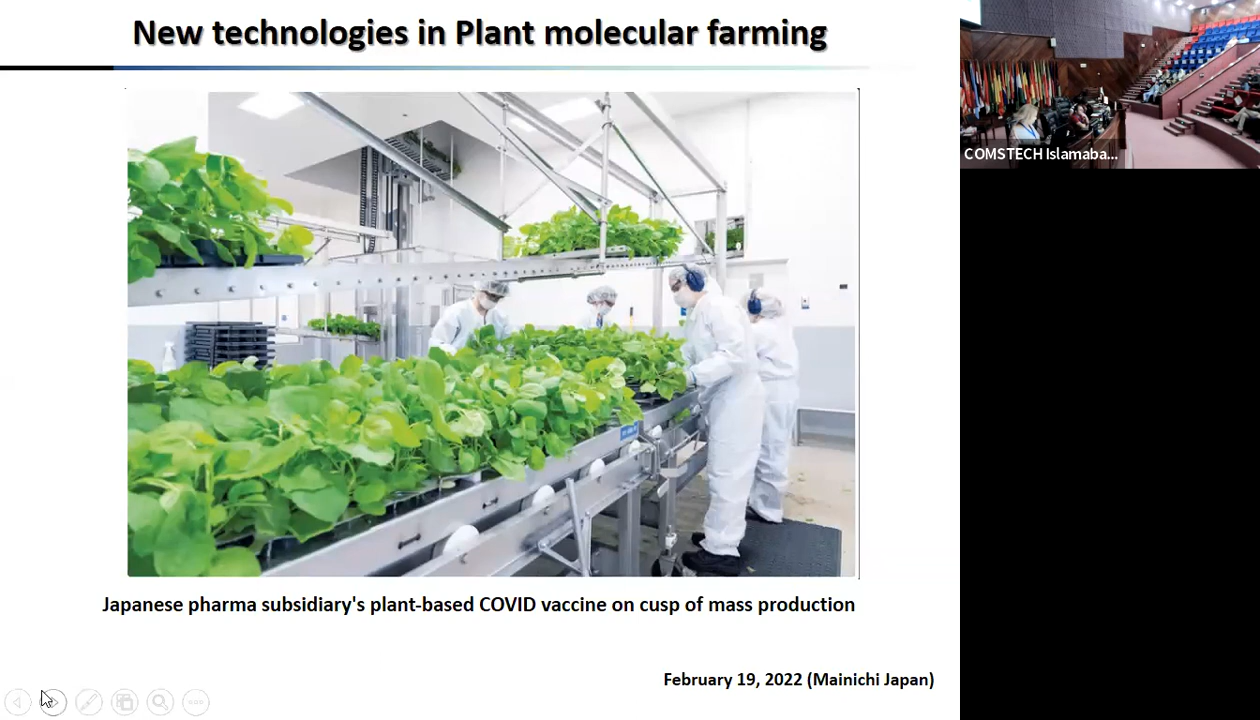 New technologies in Plant molecular farming
COMSTECH Islamaba...
Japanese pharma subsidiary's plant-based COVID vaccine on cusp of mass production
February 19, 2022 (Mainichi Japan)